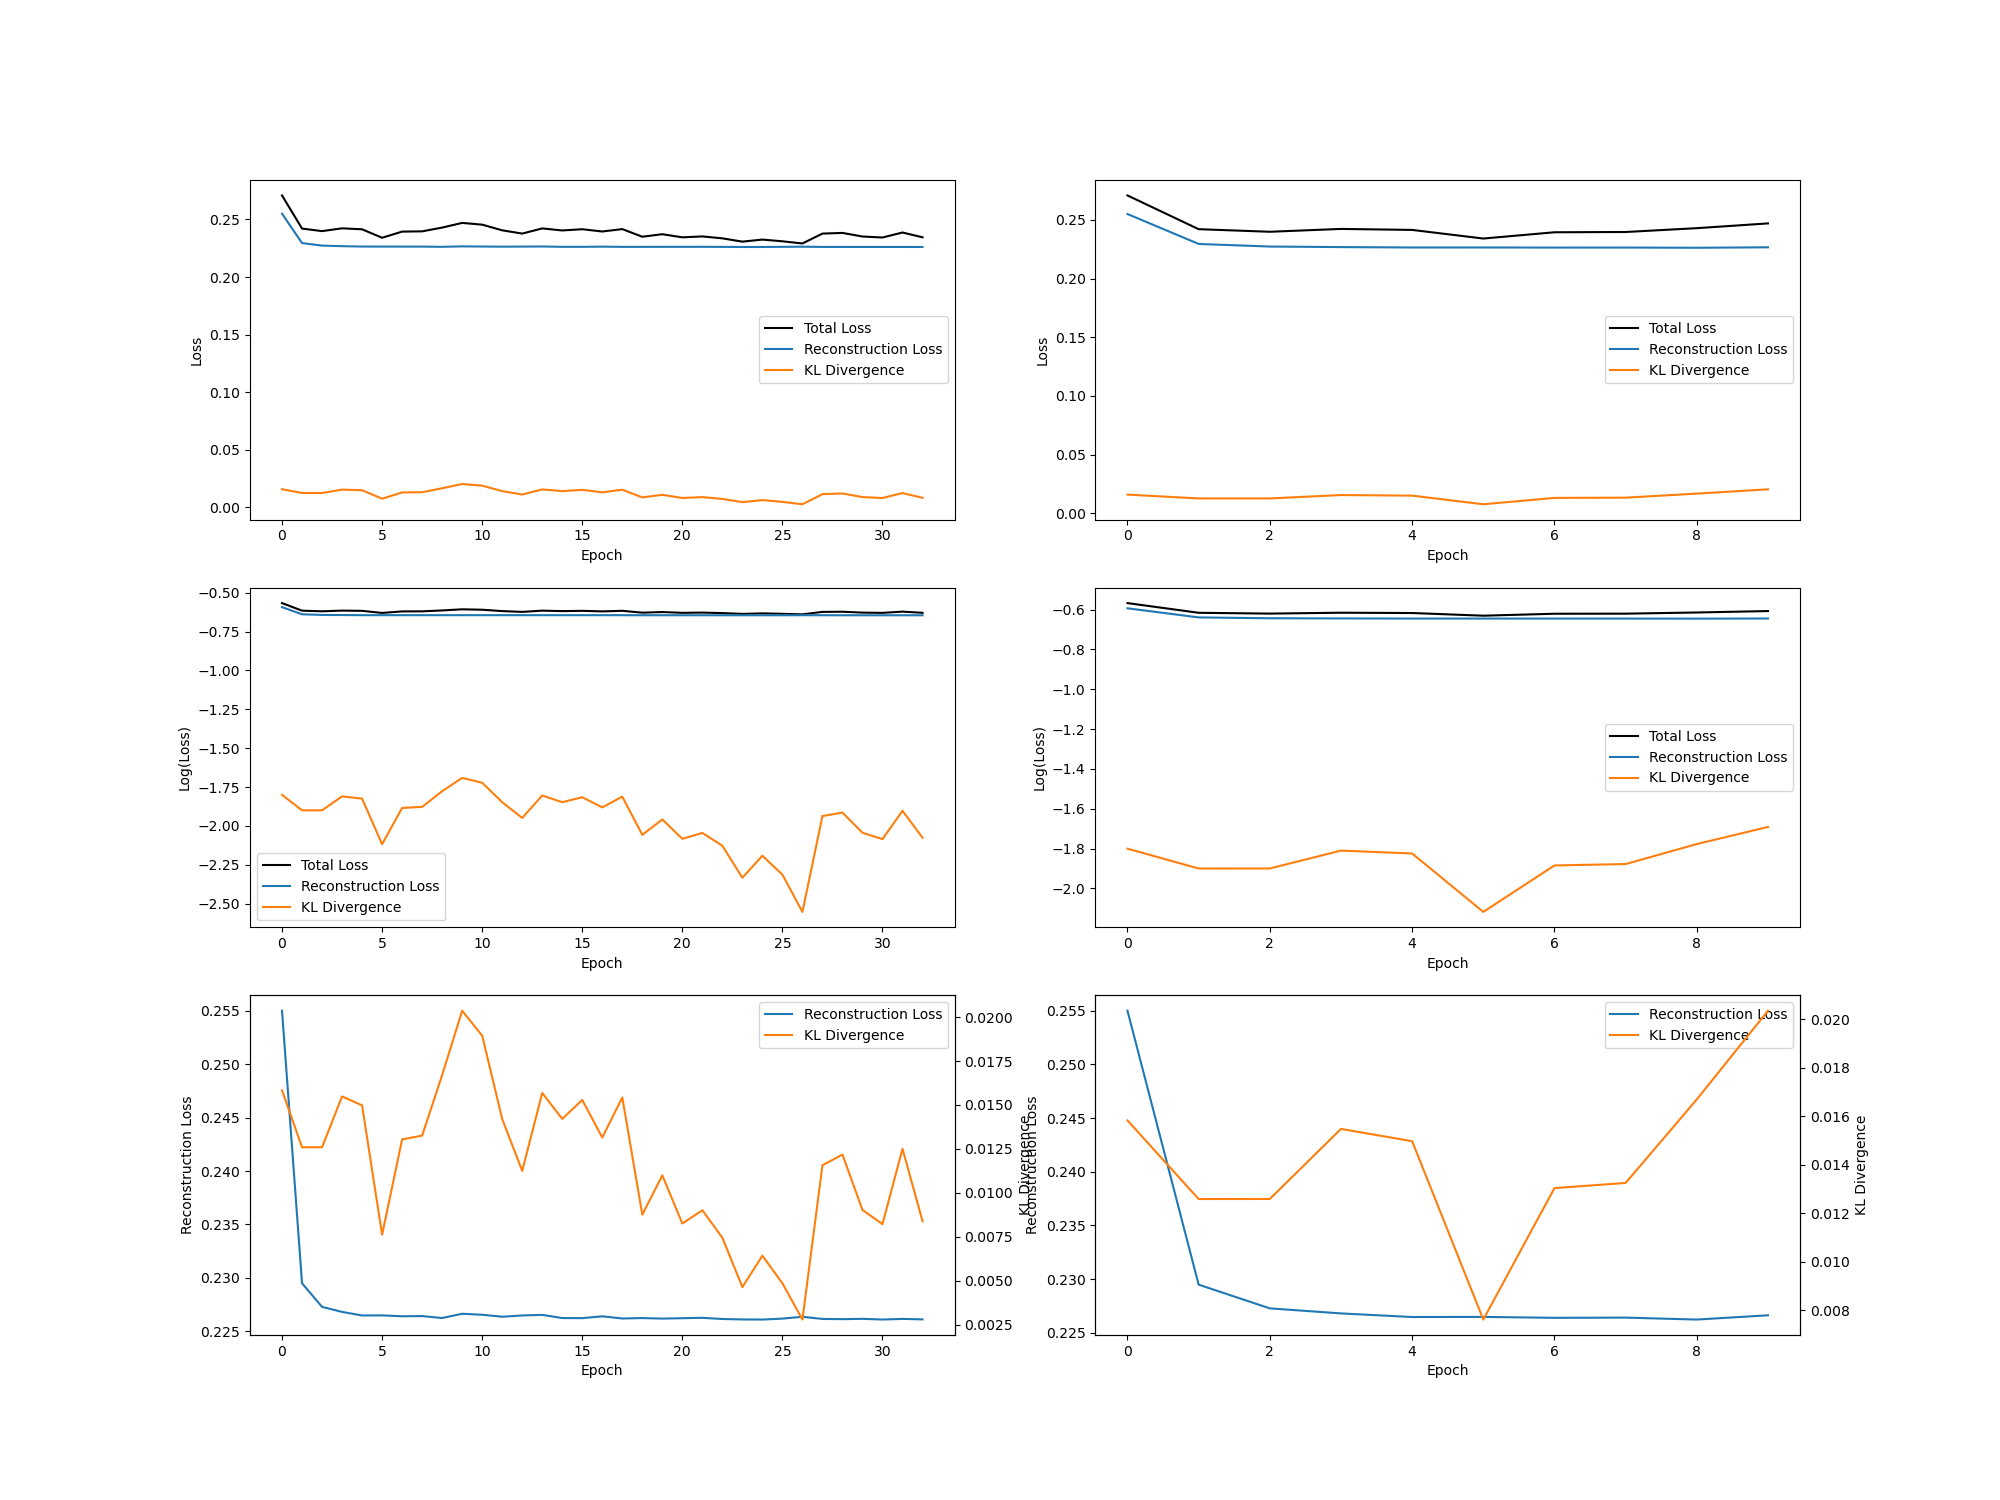 0.25
0.20
0.15
0.10
0.05
0.00
Loss
Total Loss
Reconstruction Loss
KL Divergence
0 5 10 15 20 25 30
Epoch
0.25
0.20
0.15
0.10
0.05
0.00
Loss
Total Loss
Reconstruction Loss
KL Divergence
0 2 4 6 8
Epoch
−0.50
−0.75
−1.00
−1.25
−1.50
−1.75
−2.00
−2.25
−2.50
Log(Loss)
Total Loss
Reconstruction Loss
KL Divergence
0 5 10 15 20 25 30
Epoch
−0.6
−0.8
−1.0
−1.2
−1.4
−1.6
−1.8
−2.0
Log(Loss)
Total Loss
Reconstruction Loss
KL Divergence
0 2 4 6 8
Epoch
0.255
0.250
0.245
0.240
0.235
0.230
0.225
Reconstruction Loss
Reconstruction Loss
KL Divergence
0.0200
0.0175
0.0150
0.0125
0.0100
0.0075
0.0050
0.0025
KL Divergence
0 5 10 15 20 25 30
Epoch
0.255
0.250
0.245
0.240
0.235
0.230
0.225
Reconstruction Loss
Reconstruction Loss
KL Divergence
0.020
0.018
0.016
0.014
0.012
0.010
0.008
KL Divergence
0 2 4 6 8
Epoch